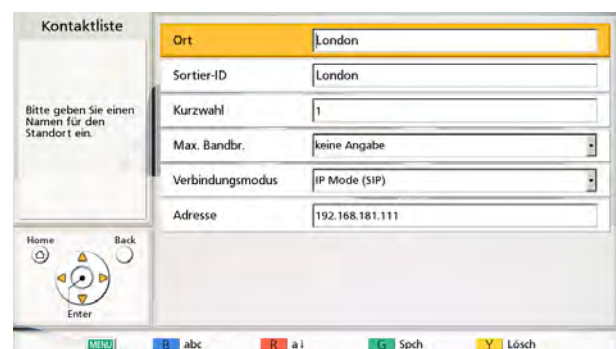 Kontaktliste
Bitte geben Sie einen
Namen für den
Standort ein.
Ort London
Sortier-ID London
Kurzwahl 1
Max. Bandbr. keine Angabe
Verbindungsmodus IP Mode (SIP)
Adresse 192.168.181.111
Home Back
Enter
MENU B abc R a↓ G Spch Y Lösch